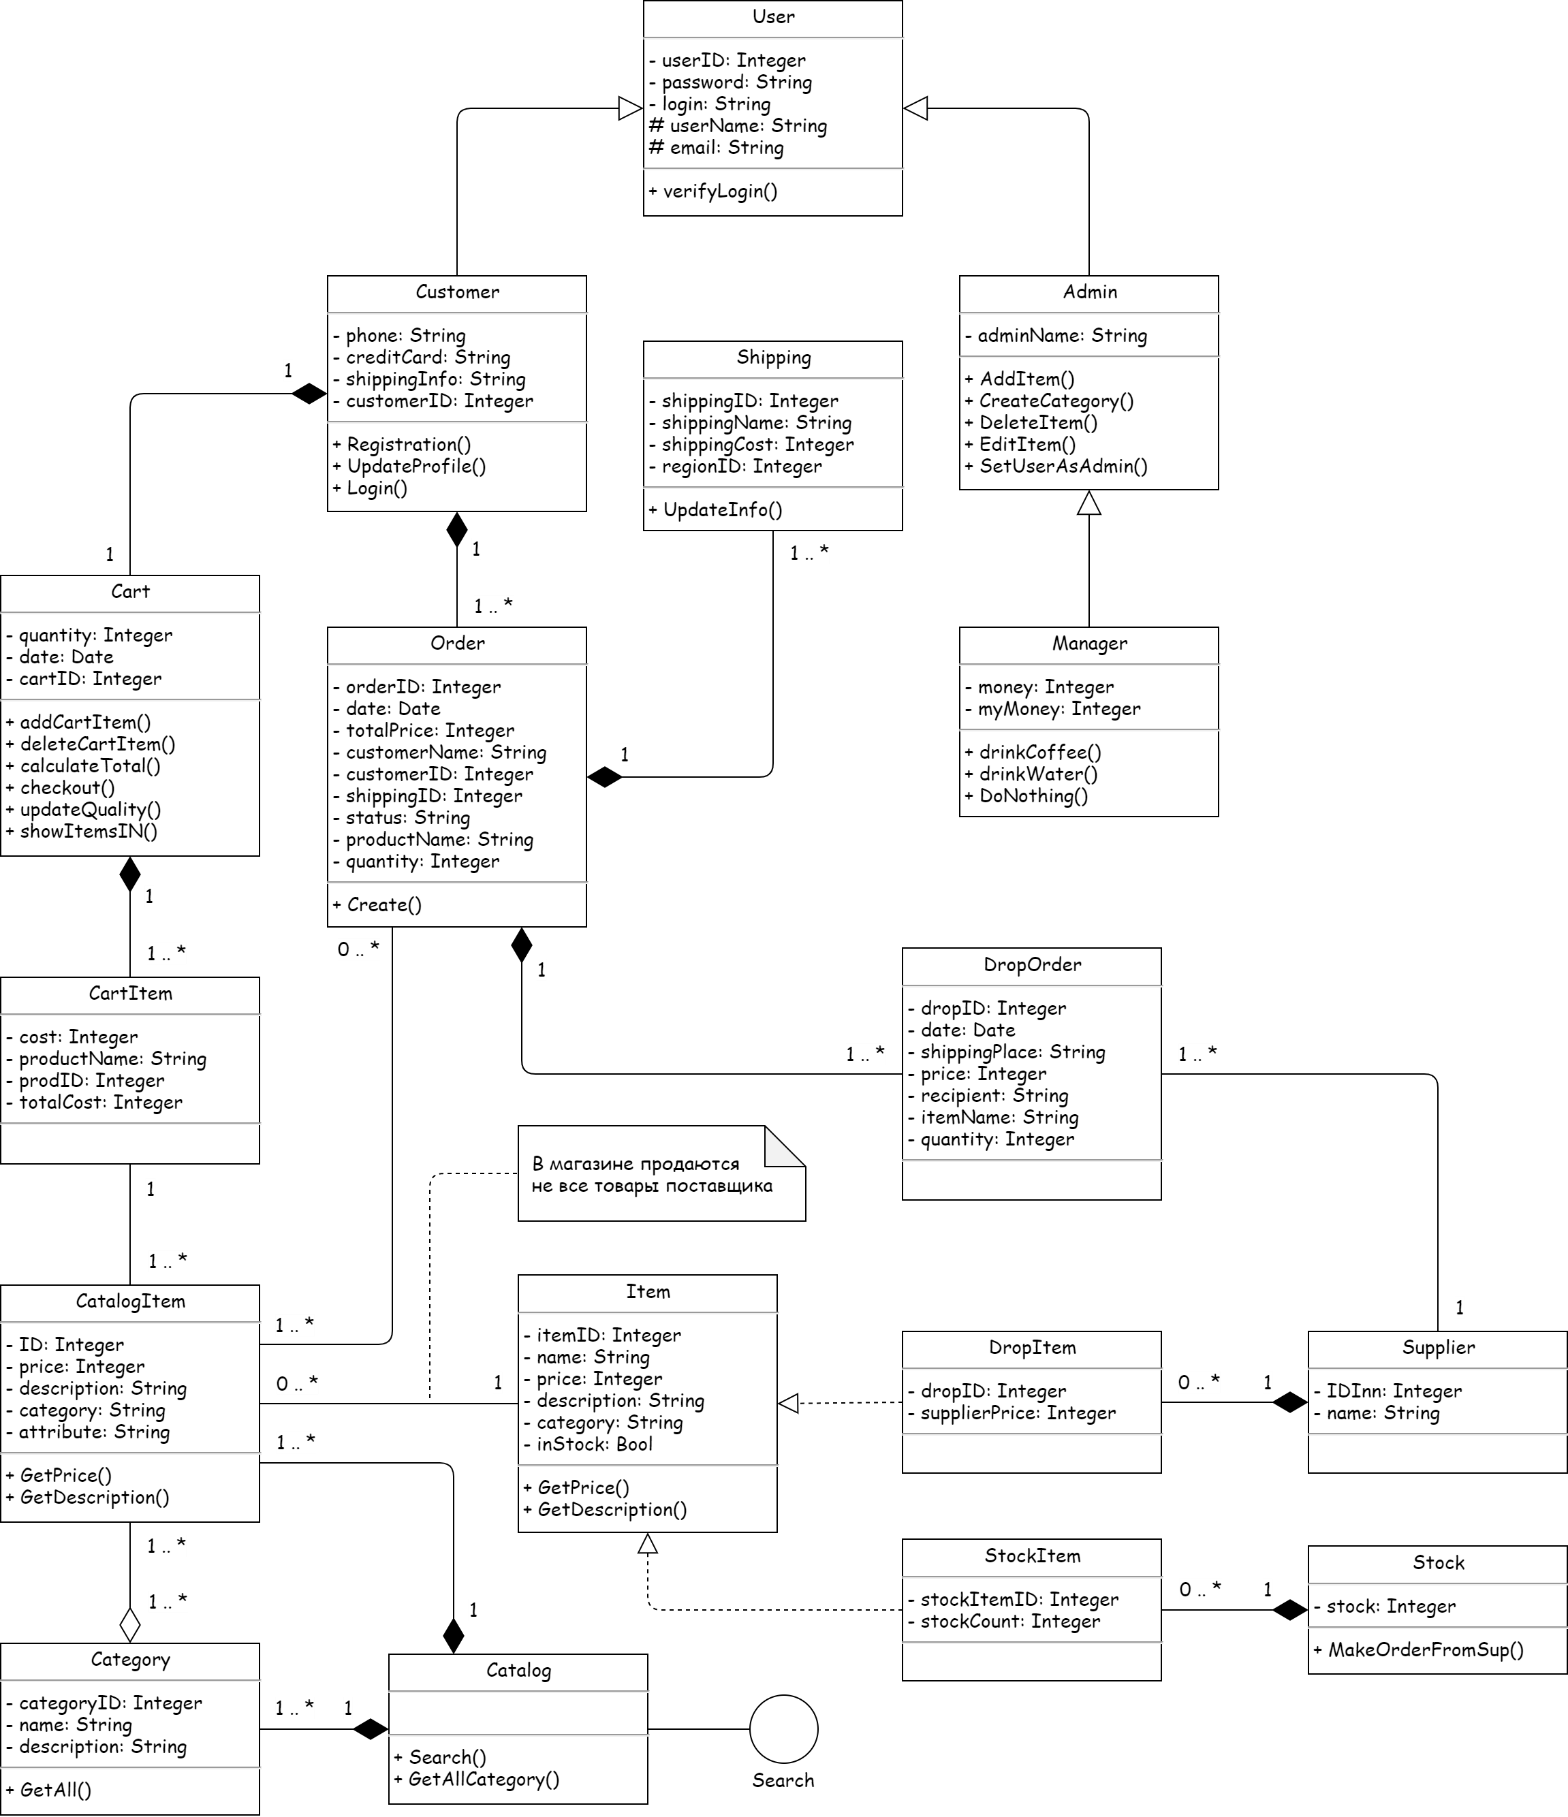 User
- userID: Integer
- password: String
- login: String
# userName: String
# email: String
+ verifyLogin()
Customer
- phone: String
- creditCard: String
- shippingInfo: String
- customerID: Integer
+ Registration()
+ UpdateProfile()
+ Login()
Shipping
- shippingID: Integer
- shippingName: String
- shippingCost: Integer
- regionID: Integer
+ UpdateInfo()
Admin
- adminName: String
+ AddItem()
+ CreateCategory()
+ DeleteItem()
+ EditItem()
+ SetUserAsAdmin()
1
1
1
1 .. *
1 .. *
1
Cart
- quantity: Integer
- date: Date
- cartID: Integer
+ addCartItem()
+ deleteCartItem()
+ calculateTotal()
+ checkout()
+ updateQuality()
+ showItemsIN()
Order
- orderID: Integer
- date: Date
- totalPrice: Integer
- customerName: String
- customerID: Integer
- shippingID: Integer
- status: String
- productName: String
- quantity: Integer
+ Create()
Manager
- money: Integer
- myMoney: Integer
+ drinkCoffee()
+ drinkWater()
+ DoNothing()
1
1 .. *
0 .. *
1
1 .. *
1 .. *
CartItem
- cost: Integer
- productName: String
- prodID: Integer
- totalCost: Integer
DropOrder
- dropID: Integer
- date: Date
- shippingPlace: String
- price: Integer
- recipient: String
- itemName: String
- quantity: Integer
В магазине продаются
не все товары поставщика
1
1 .. *
1
CatalogItem
- ID: Integer
- price: Integer
- description: String
- category: String
- attribute: String
+ GetPrice()
+ GetDescription()
1 .. *
0 .. *
1
1 .. *
Item
- itemID: Integer
- name: String
- price: Integer
- description: String
- category: String
- inStock: Bool
+ GetPrice()
+ GetDescription()
DropItem
- dropID: Integer
- supplierPrice: Integer
0 .. *
1
Supplier
- IDInn: Integer
- name: String
1 .. *
1 .. *
1
StockItem
- stockItemID: Integer
- stockCount: Integer
0 .. *
1
Stock
- stock: Integer
+ MakeOrderFromSup()
Category
- categoryID: Integer
- name: String
- description: String
+ GetAll()
1 .. *
1
Catalog
+ Search()
+ GetAllCategory()
Search